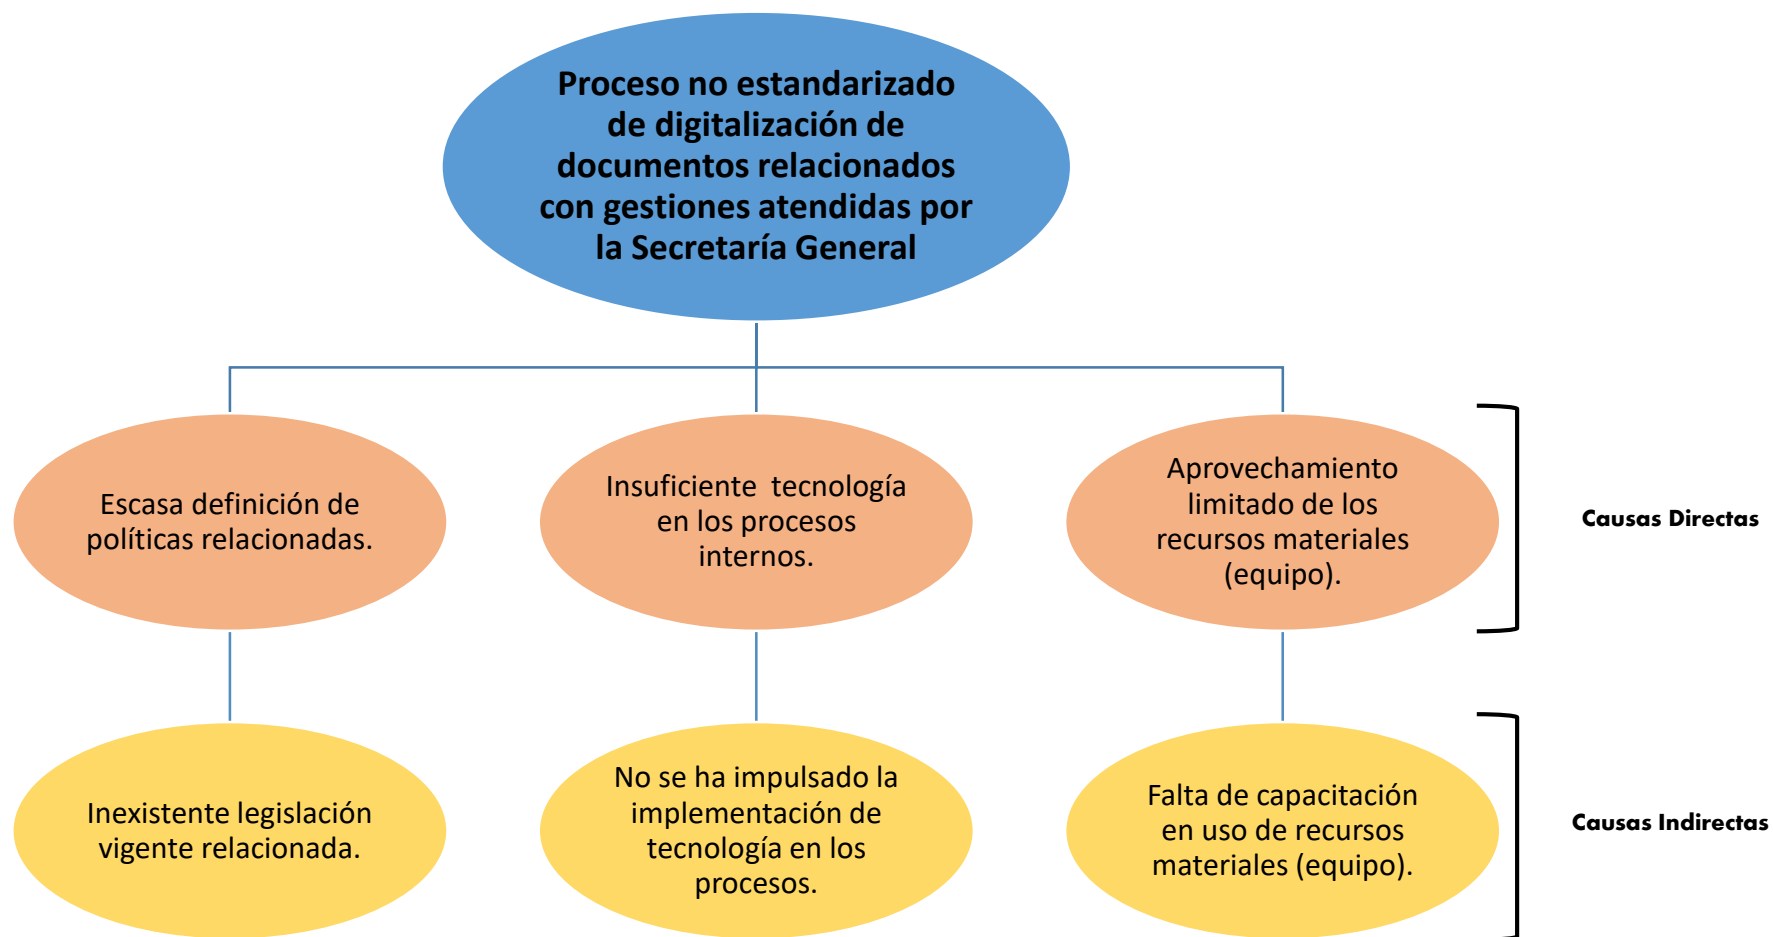 Proceso no estandarizado
de digitalización de
documentos relacionados
con gestiones atendidas por
la Secretaría General
Escasa definición de
políticas relacionadas.
Insuficiente  tecnología
en los procesos
internos.
Aprovechamiento
limitado de los
recursos materiales
(equipo).
Causas Directas
Inexistente legislación
vigente relacionada.
No se ha impulsado la
implementación de
tecnología en los
procesos.
Falta de capacitación
en uso de recursos
materiales (equipo).
Causas Indirectas